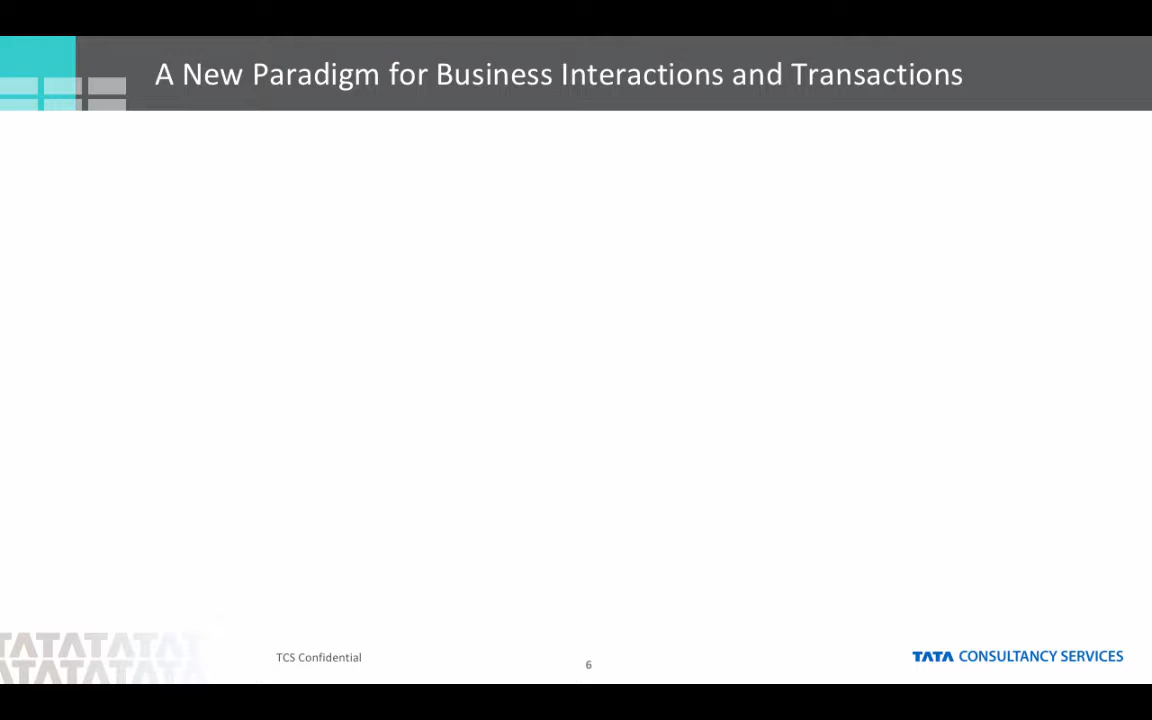 A New Paradigm for Business Interactions and Transactions
TCS Confidential
6
TATA CONSULTANCY SERVICES